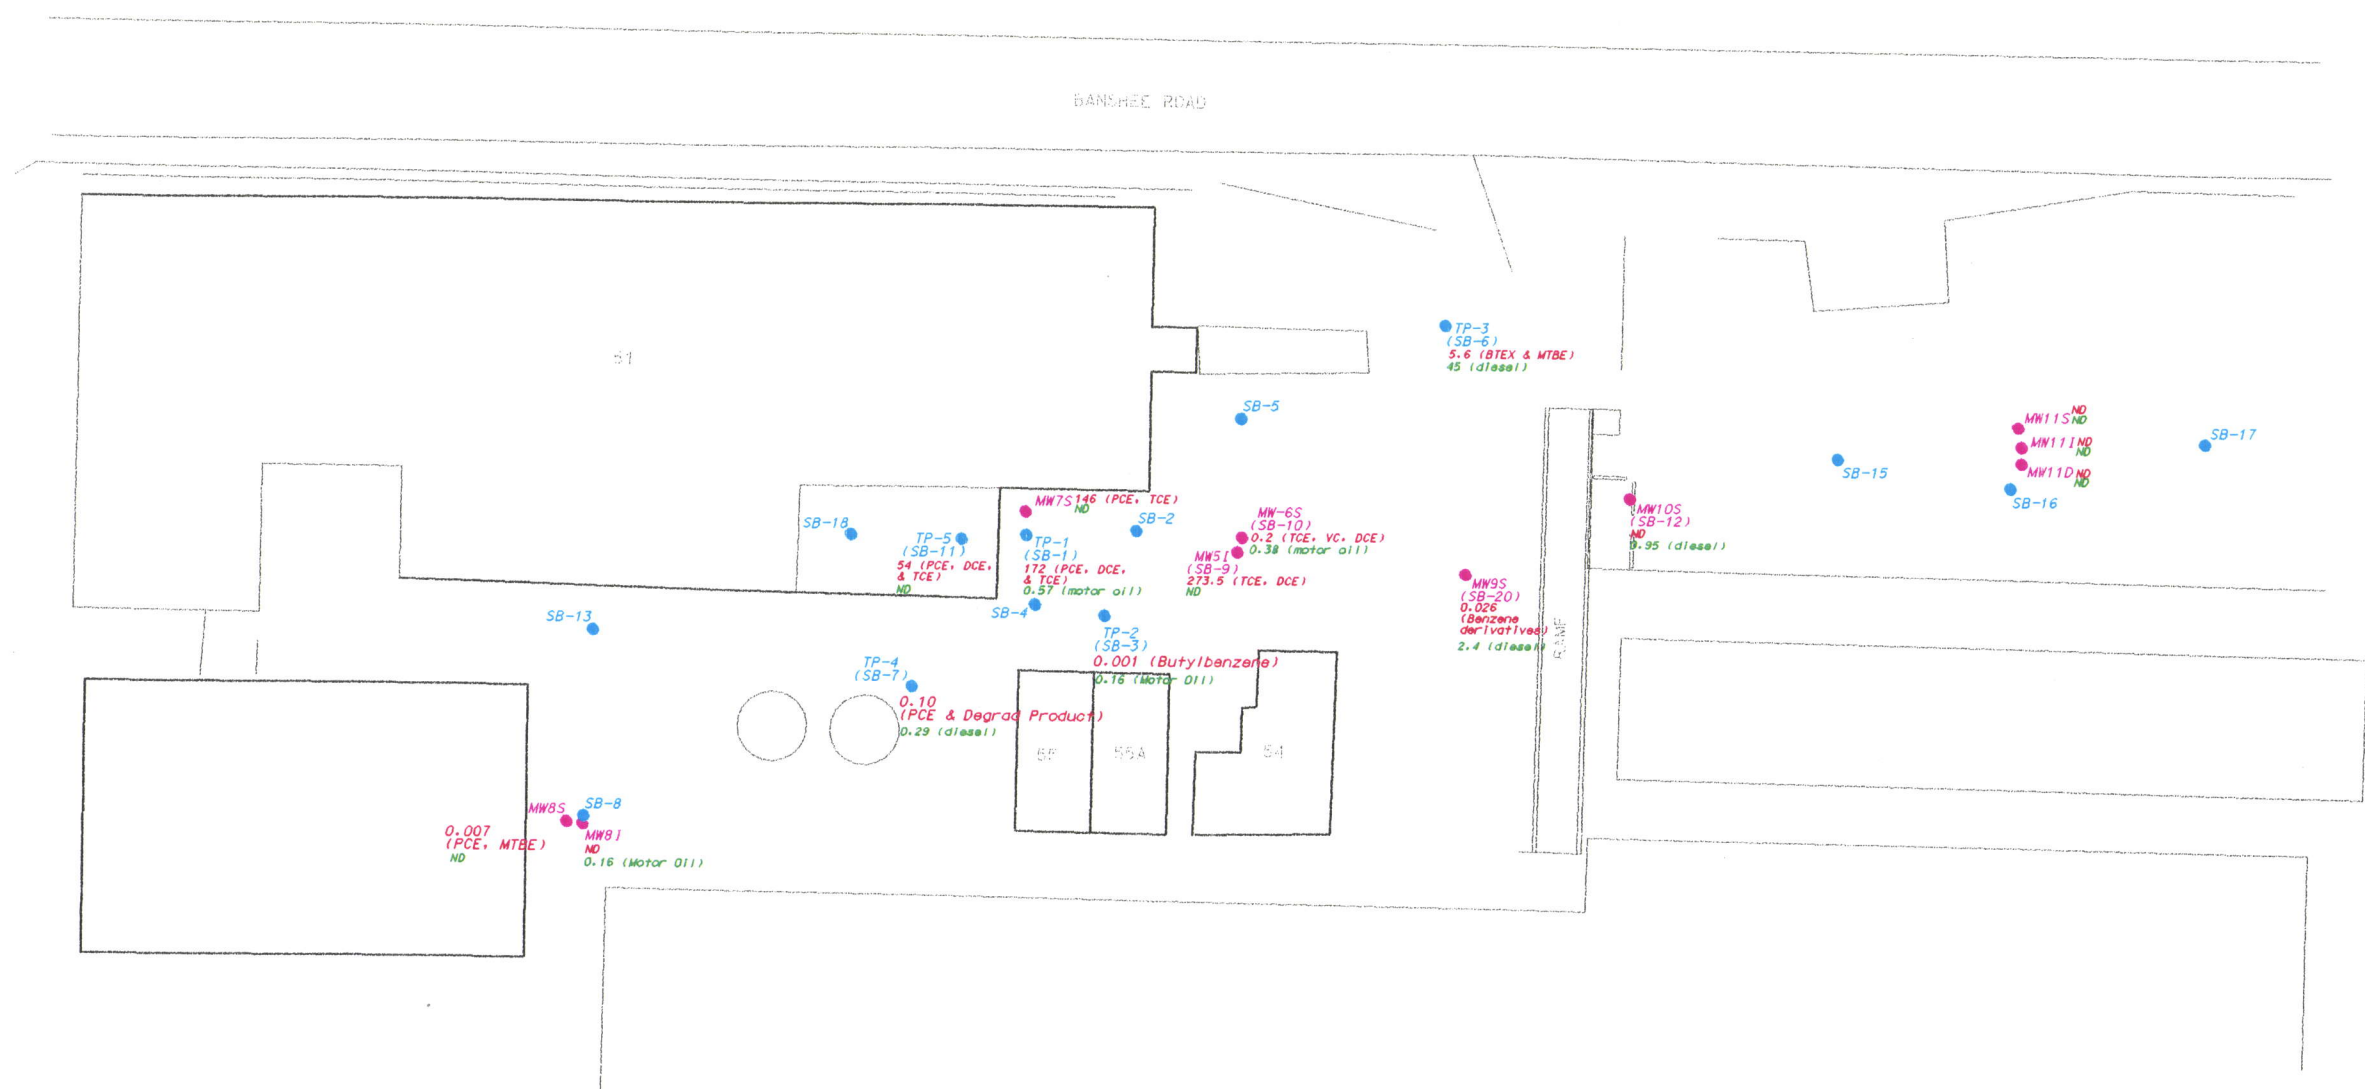 BANSHEE ROAD
61
TP-3
(SB-6)
5.6 (BTEX & MTBE)
45 (diesel)
SB-5
MW11S ND
ND
MW11I ND
ND
MW11D ND
ND
SB-17
SB-15
SB-16
MW7S 146 (PCE, TCE)
ND
SB-18
TP-5
(SB-11)
54 (PCE, DCE,
& TCE)
ND
TP-1
(SB-1)
172 (PCE, DCE,
& TCE)
0.57 (motor oil)
SB-2
MW-6S
(SB-10)
0.2 (TCE, VC, DCE)
0.38 (motor oil)
MW5I
(SB-9)
273.5 (TCE, DCE)
ND
MW10S
(SB-12)
ND
0.95 (diesel)
MW9S
(SB-20)
0.026
(Benzene
derivatives)
2.4 (diesel)
RAMP
SB-4
SB-13
TP-2
(SB-3)
0.001 (Butylbenzene)
0.16 (Motor Oil)
TP-4
(SB-7)
0.10
(PCE & Degrad Product)
0.29 (diesel)
55A
54
MW8S
0.007
(PCE, MTBE)
ND
SB-8
MW8I
ND
0.16 (Motor Oil)